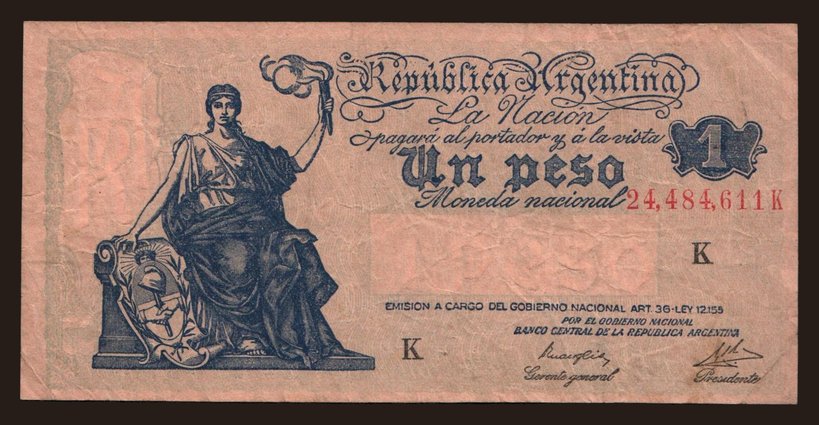 República Argentina
La Nación
pagará al portador y á la vista
1
Un peso
Moneda nacional
24,484,611K
K
EMISION A CARGO DEL GOBIERNO NACIONAL ART. 36-LEY 12.155
POR EL GOBIERNO NACIONAL
BANCO CENTRAL DE LA REPUBLICA ARGENTINA
K
Gerente general
Presidente